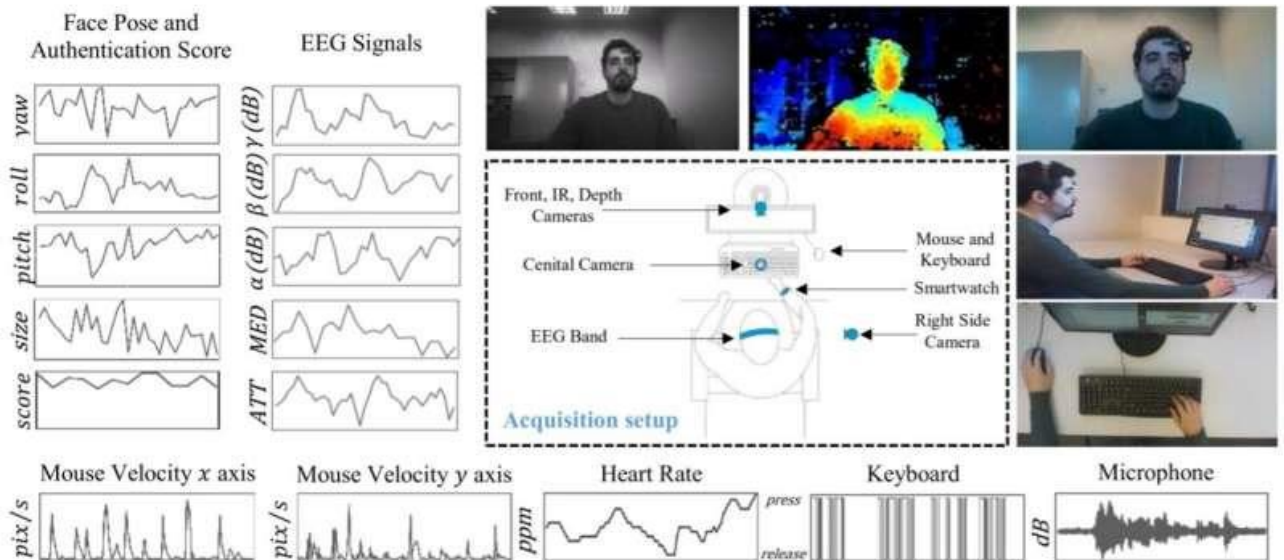 Face Pose and
Authentication Score
EEG Signals
yaw
roll
pitch
size
score
γ (dB)
β (dB)
α (dB)
MED
ATT
Front, IR, Depth
Cameras
Cenital Camera
EEG Band
Mouse and
Keyboard
Smartwatch
Right Side
Camera
Acquisition setup
Mouse Velocity x axis
pix/s
Mouse Velocity y axis
pix/s
Heart Rate
ppm
Keyboard
press
release
Microphone
dB